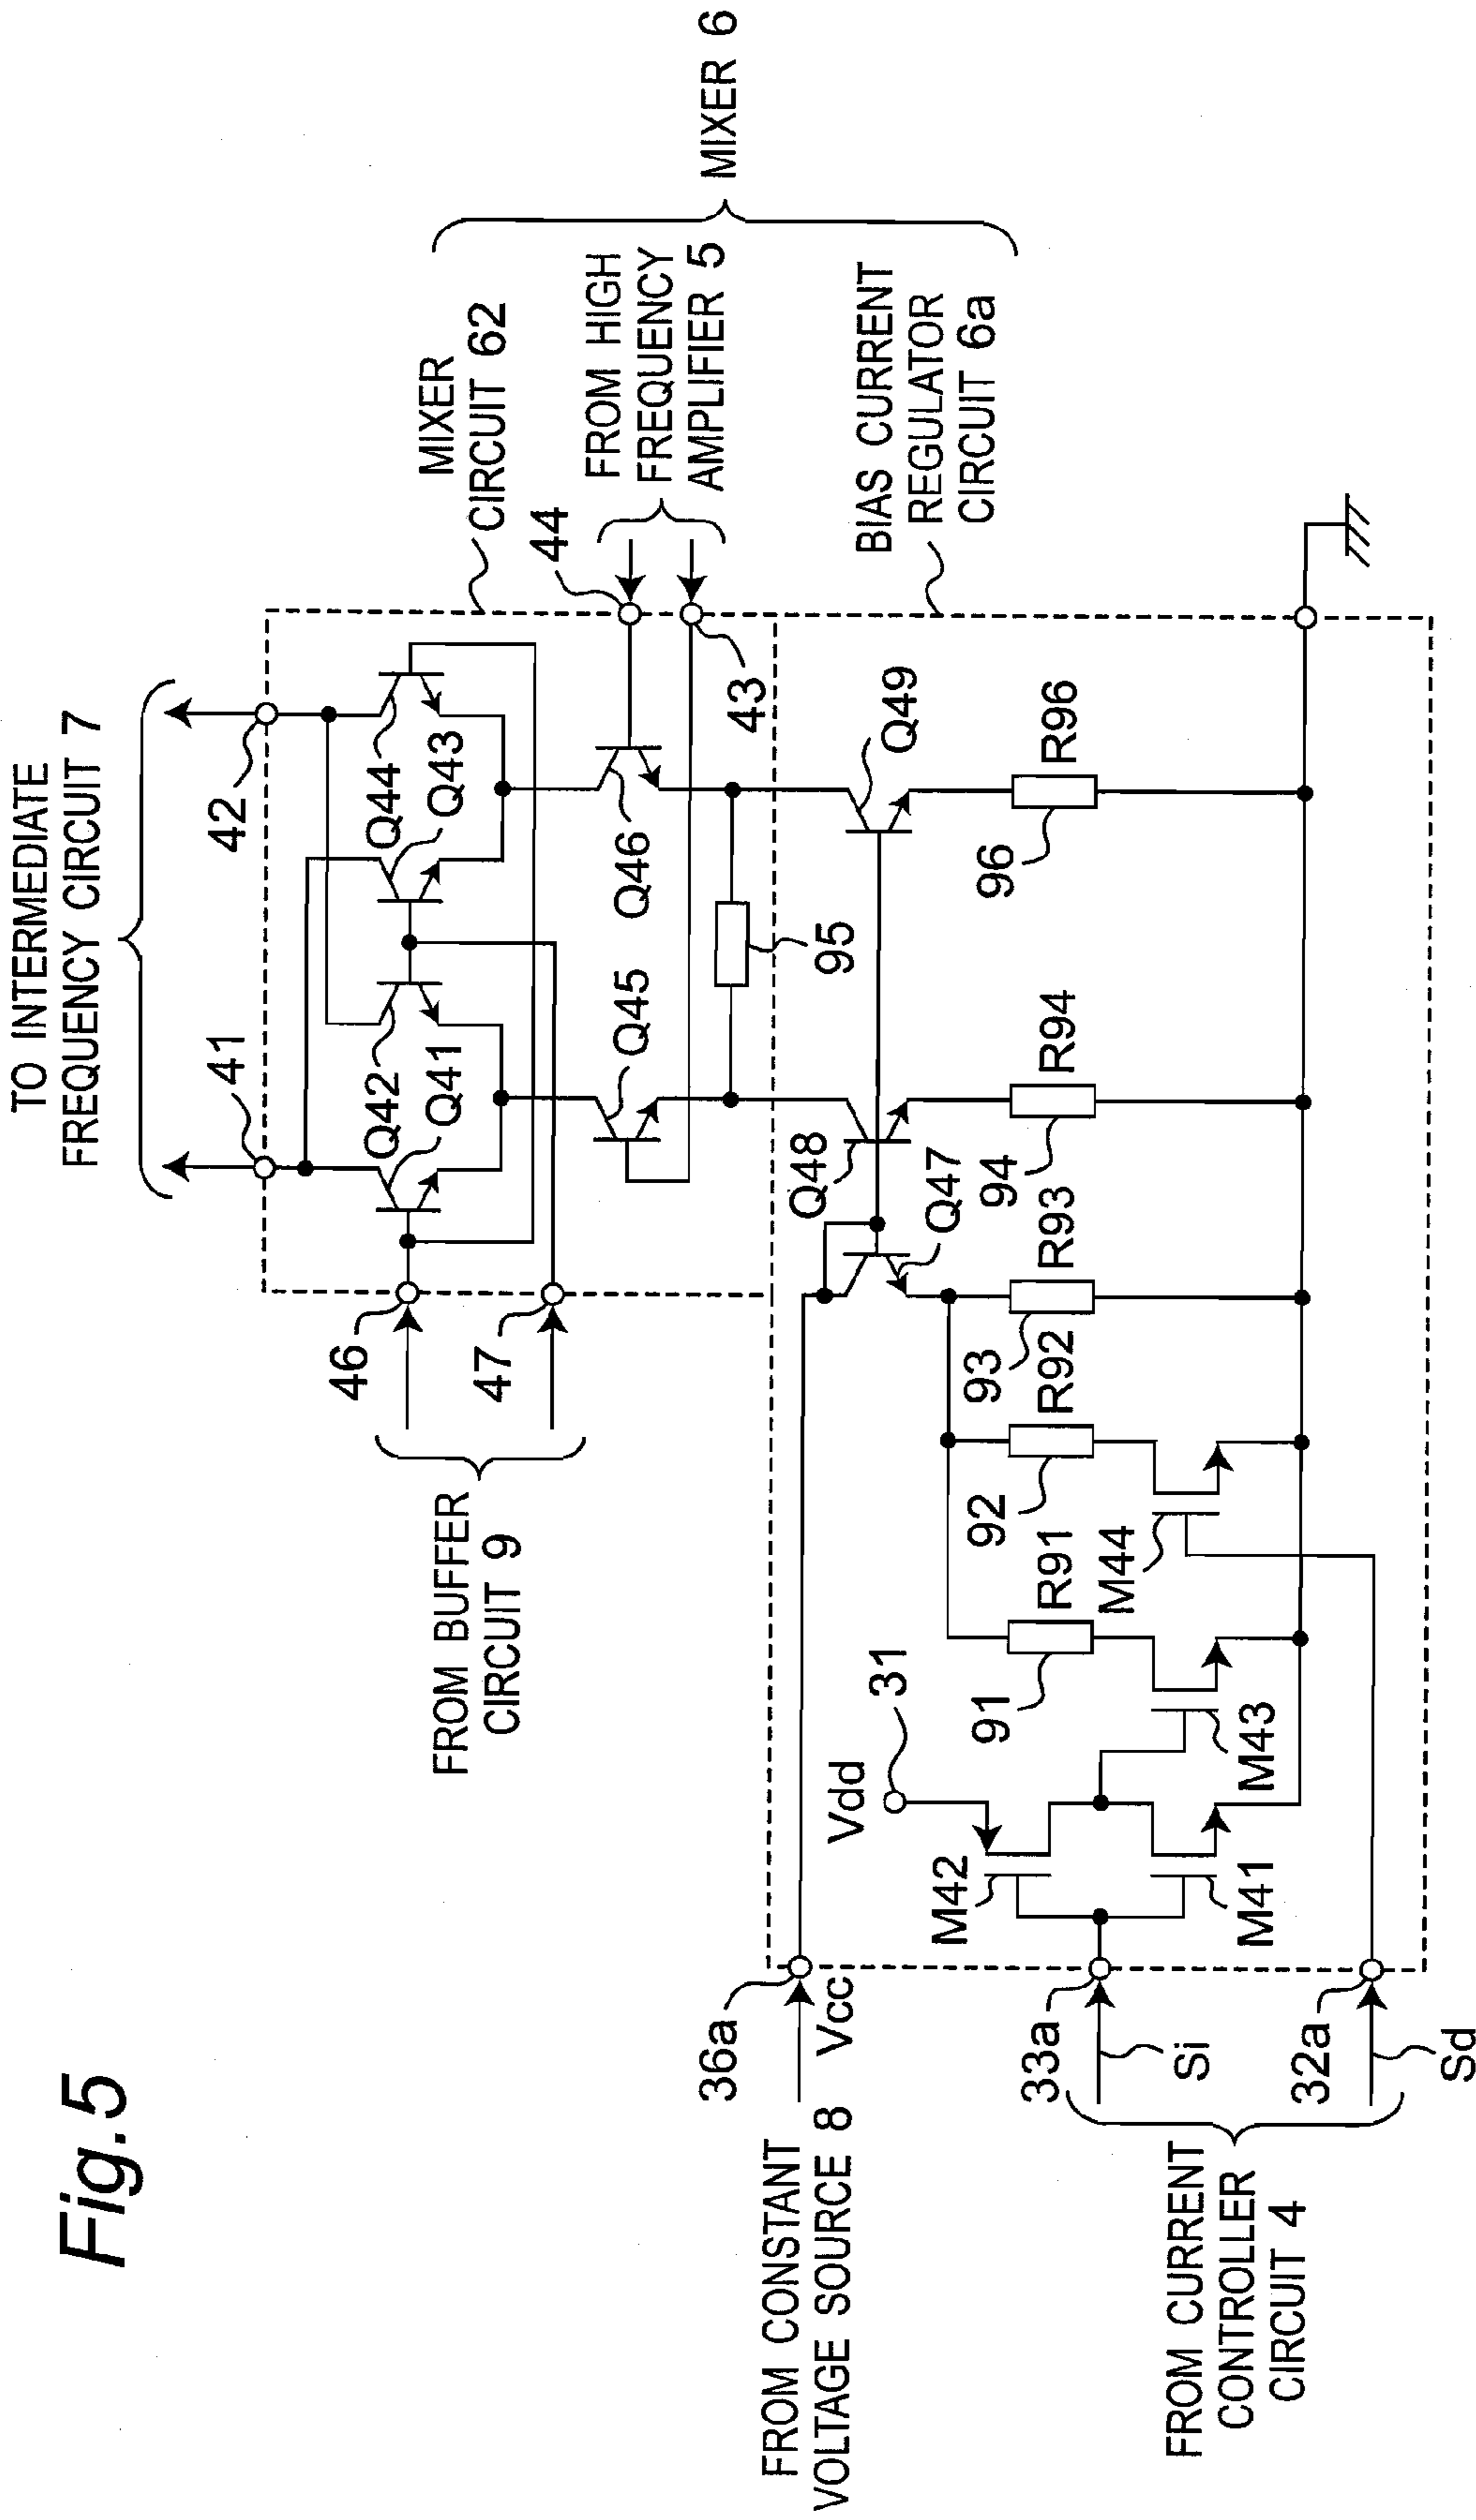 Fig.5
TO INTERMEDIATE
FREQUENCY CIRCUIT 7
41
42
46
47
FROM BUFFER
CIRCUIT 9
Q42
Q41
Q44
Q43
Q45
Q46
44
43
95
MIXER
CIRCUIT 62
FROM HIGH
FREQUENCY
AMPLIFIER 5
MIXER 6
BIAS CURRENT
REGULATOR
CIRCUIT 6a
FROM CONSTANT
VOLTAGE SOURCE 8
Vcc
36a
Vdd
31
Q48
Q47
Q49
91
R91
92
R92
93
R93
94
R94
96
R96
M42
M41
M43
M44
33a
Si
32a
Sd
FROM CURRENT
CONTROLLER
CIRCUIT 4